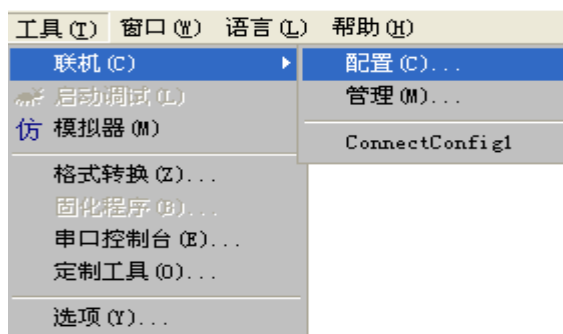 工具(T) 窗口(W) 语言(L) 帮助(H)
联机(C)
配置(C)...
启动调试(L)
管理(M)...
仿 模拟器(M)
ConnectConfig1
格式转换(Z)...
固化程序(B)...
串口控制台(E)...
定制工具(O)...
选项(Y)...